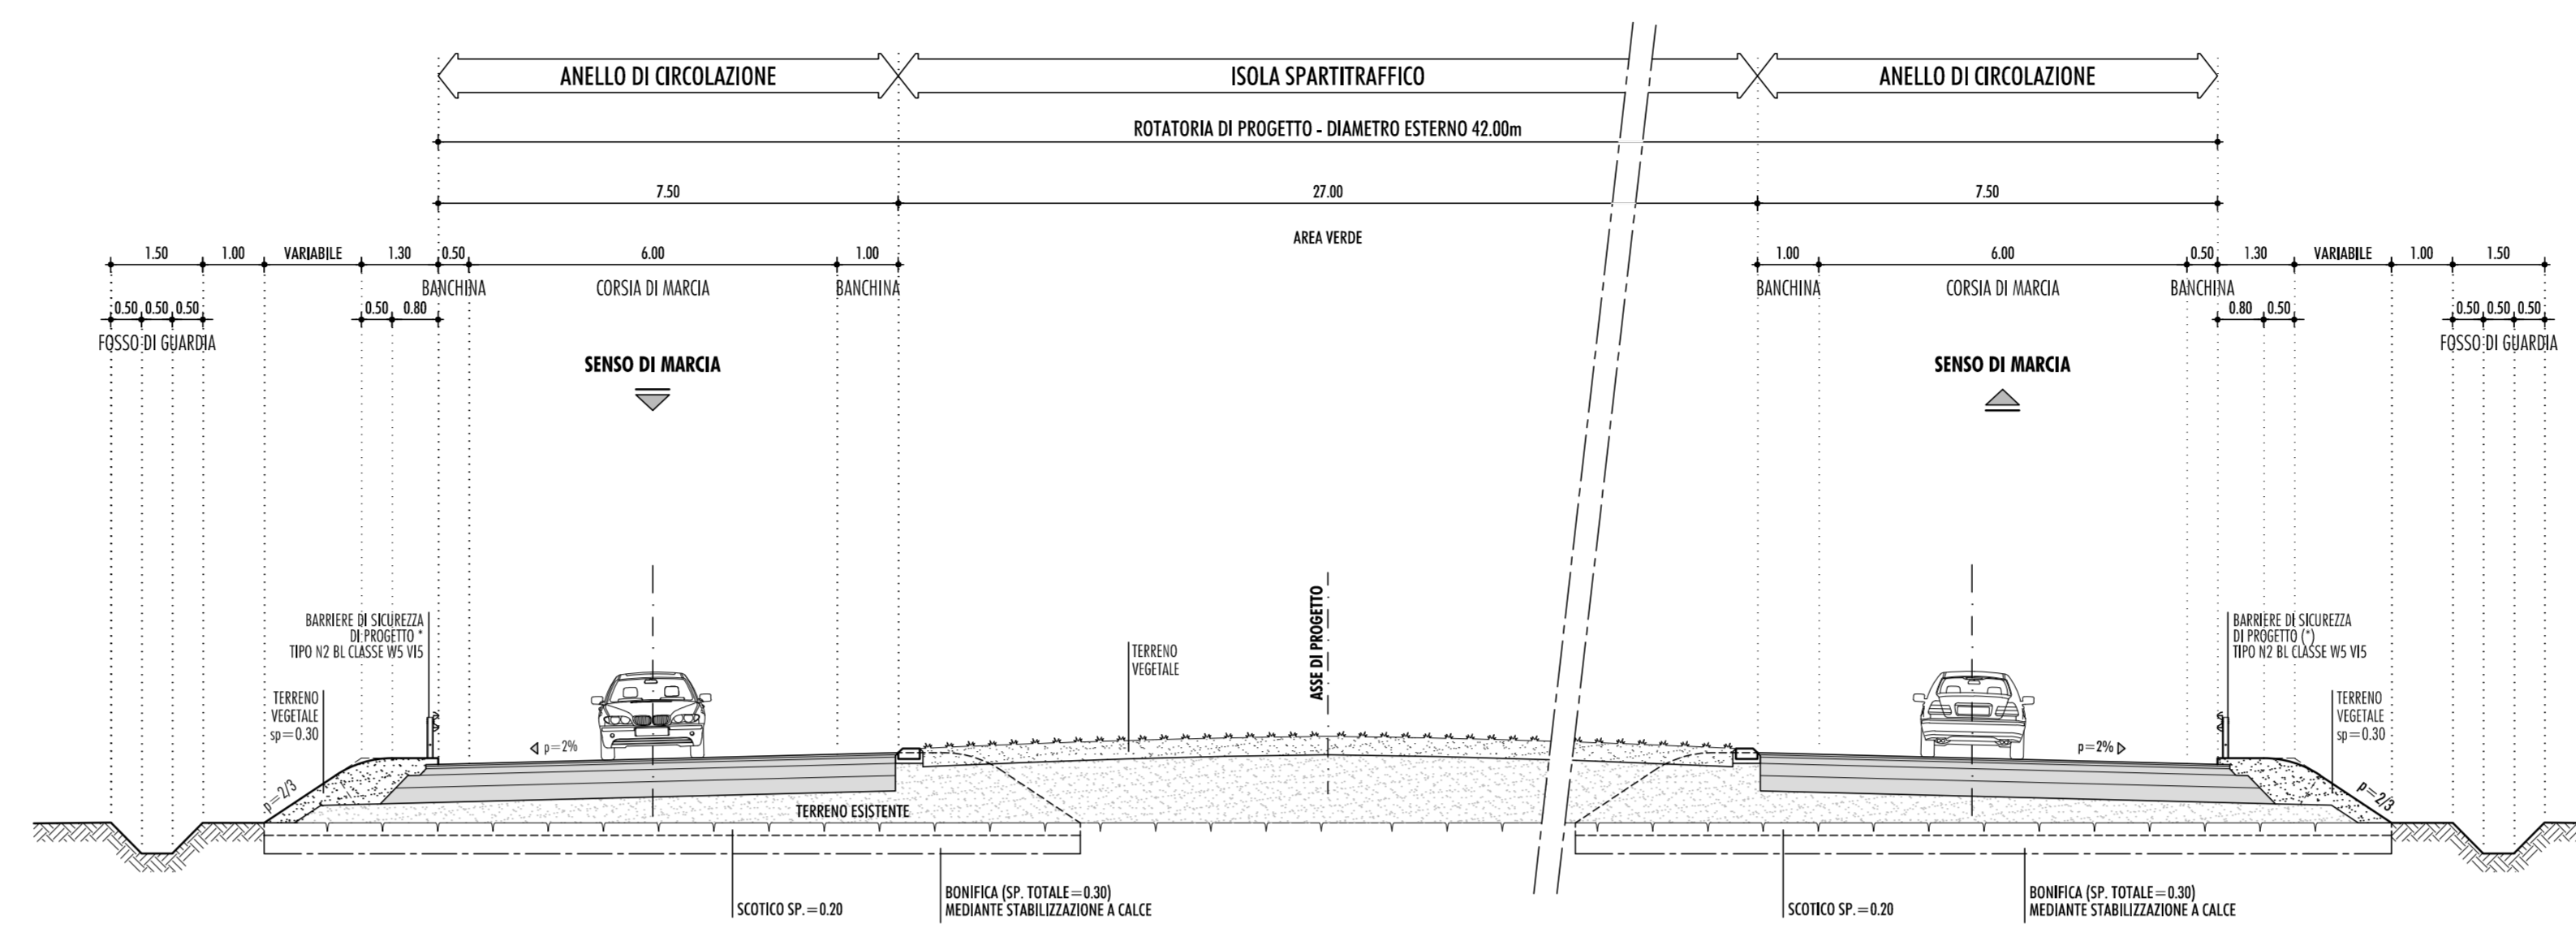 ANELLO DI CIRCOLAZIONE
ISOLA SPARTITRAFFICO
ANELLO DI CIRCOLAZIONE
ROTATORIA DI PROGETTO - DIAMETRO ESTERNO 42.00m
7.50
27.00
7.50
AREA VERDE
1.50
1.00
VARIABILE
1.30
0.50
6.00
1.00
1.00
6.00
0.50
1.30
VARIABILE
1.00
1.50
BANCHINA
CORSIA DI MARCIA
BANCHINA
BANCHINA
CORSIA DI MARCIA
BANCHINA
0.50
0.50
0.50
0.50
0.80
0.80
0.50
0.50
0.50
0.50
FOSSO DI GUARDIA
FOSSO DI GUARDIA
SENSO DI MARCIA
SENSO DI MARCIA
BARRIERE DI SICUREZZA
DI PROGETTO *
TIPO N2 BL CLASSE W5 VI5
TERRENO
VEGETALE
sp=0.30
p=2/3
p=2%
TERRENO
VEGETALE
ASSE DI PROGETTO
BARRIERE DI SICUREZZA
DI PROGETTO (*)
TIPO N2 BL CLASSE W5 VI5
TERRENO
VEGETALE
sp=0.30
p=2%
p=2/3
TERRENO ESISTENTE
SCOTICO SP.=0.20
BONIFICA (SP. TOTALE=0.30)
MEDIANTE STABILIZZAZIONE A CALCE
SCOTICO SP.=0.20
BONIFICA (SP. TOTALE=0.30)
MEDIANTE STABILIZZAZIONE A CALCE